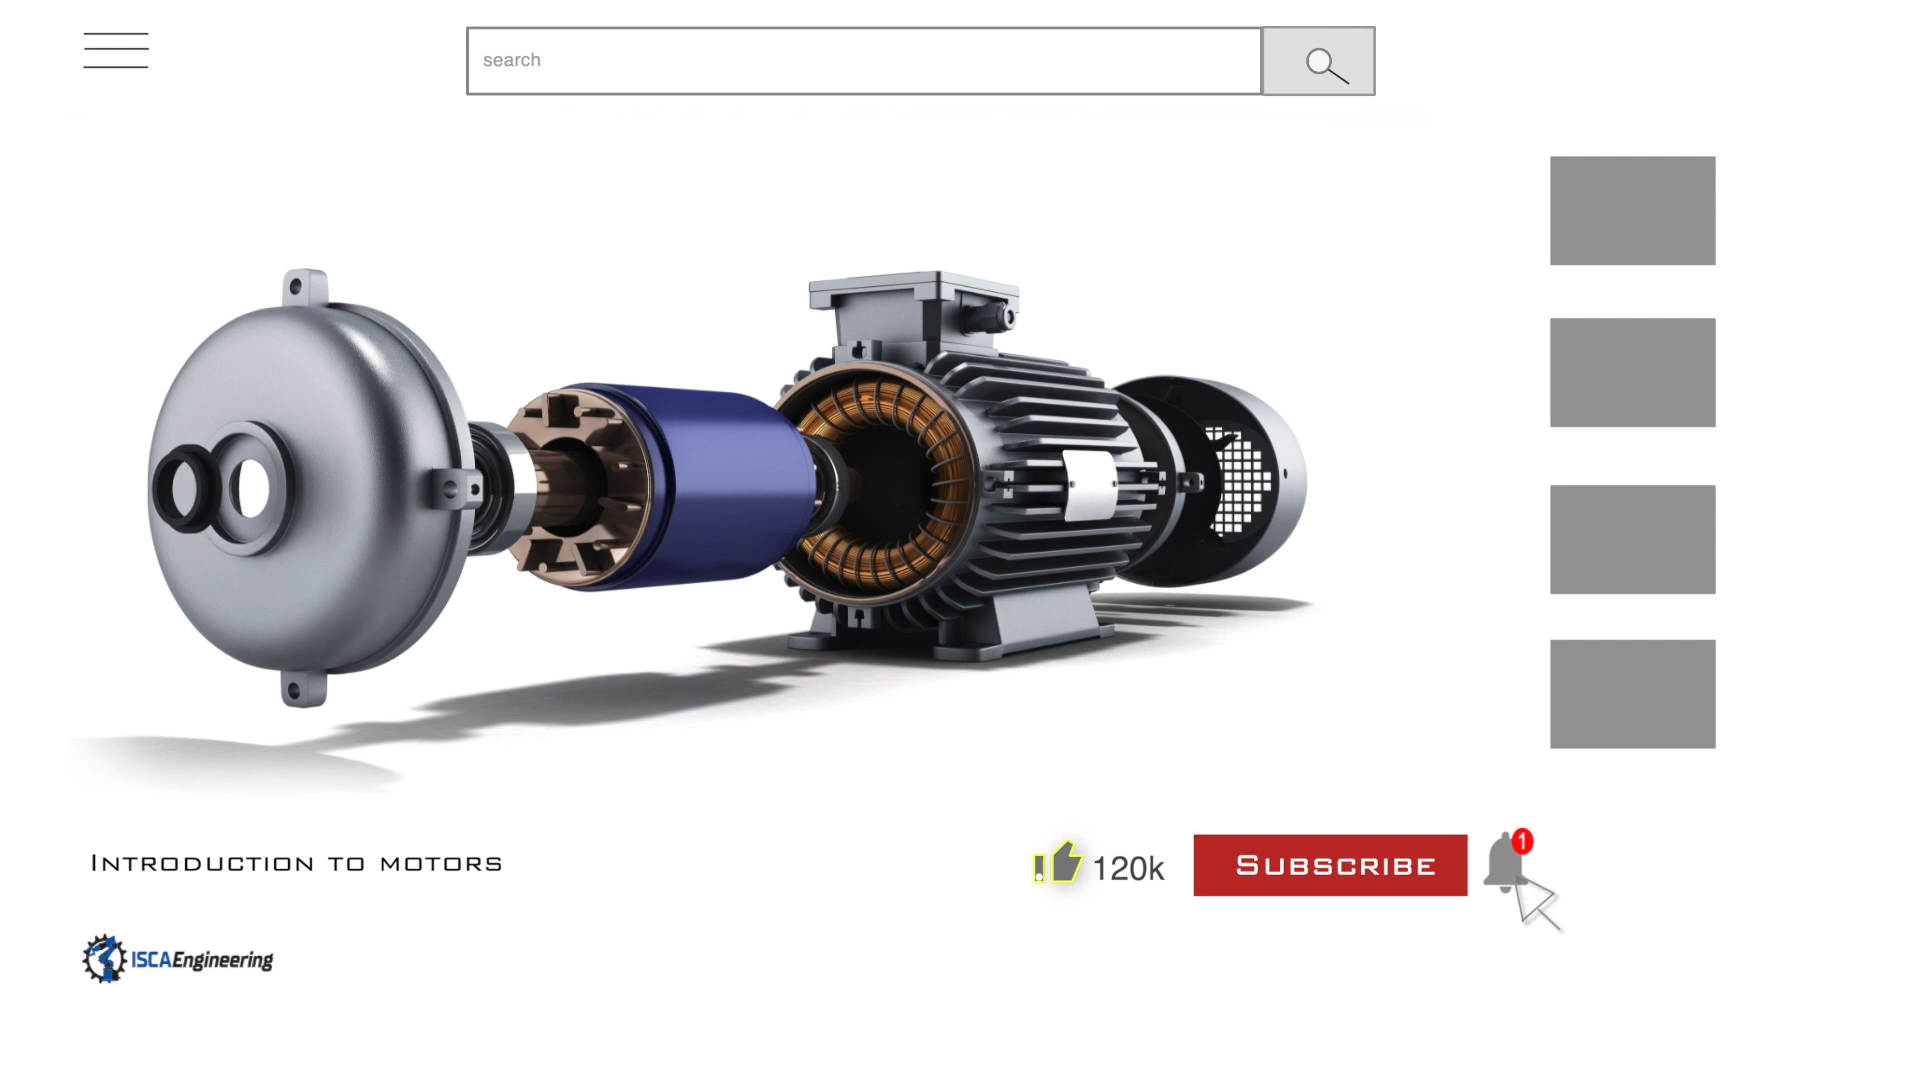 search
INTRODUCTION TO MOTORS
120k
SUBSCRIBE
1
ISCAEngineering